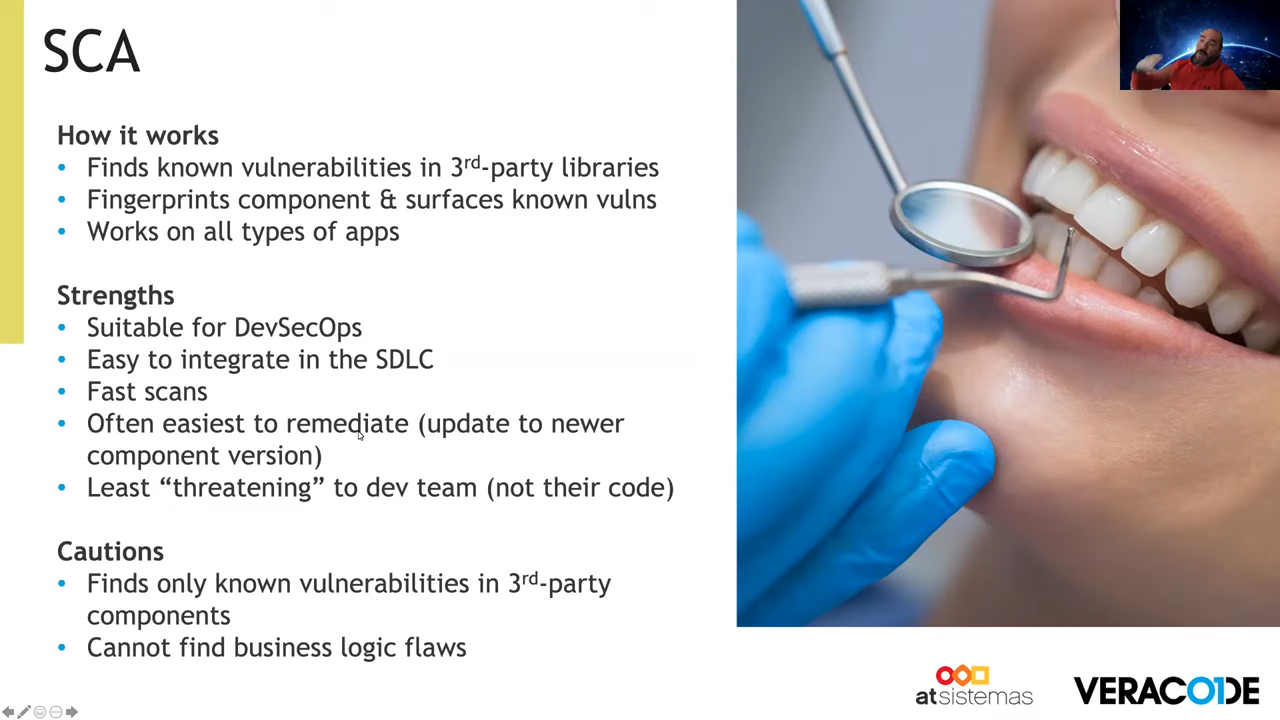 SCA
How it works
• Finds known vulnerabilities in 3rd-party libraries
• Fingerprints component & surfaces known vulns
• Works on all types of apps
Strengths
• Suitable for DevSecOps
• Easy to integrate in the SDLC
• Fast scans
• Often easiest to remediate (update to newer
component version)
• Least “threatening” to dev team (not their code)
Cautions
• Finds only known vulnerabilities in 3rd-party
components
• Cannot find business logic flaws
atsistemas
VERACODE